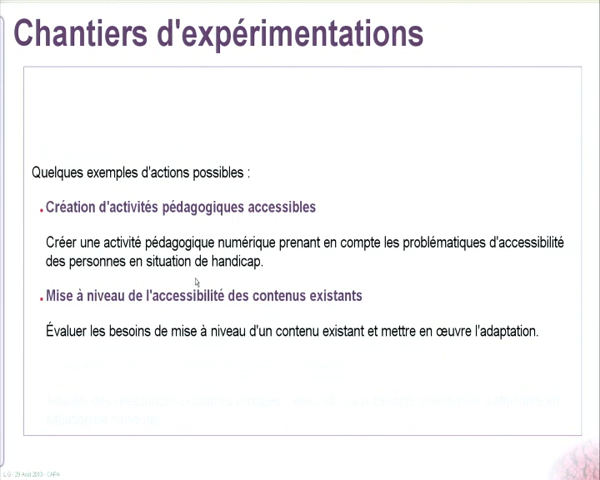 Chantiers d'expérimentations
Quelques exemples d'actions possibles :
Création d'activités pédagogiques accessibles
Créer une activité pédagogique numérique prenant en compte les problématiques d'accessibilité
des personnes en situation de handicap.
Mise à niveau de l'accessibilité des contenus existants
Évaluer les besoins de mise à niveau d'un contenu existant et mettre en œuvre l'adaptation.